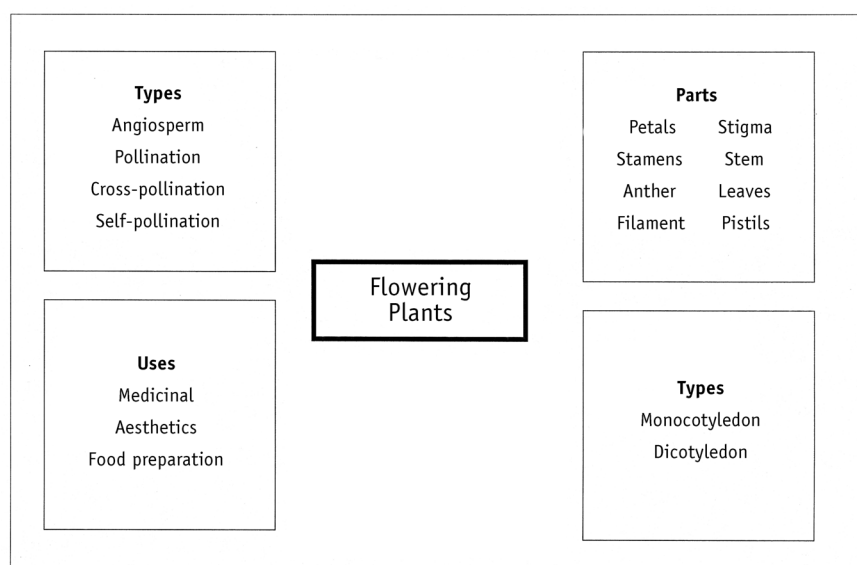 Types
Angiosperm
Pollination
Cross-pollination
Self-pollination
Parts
Petals Stigma
Stamens Stem
Anther Leaves
Filament Pistils
Flowering
Plants
Uses
Medicinal
Aesthetics
Food preparation
Types
Monocotyledon
Dicotyledon